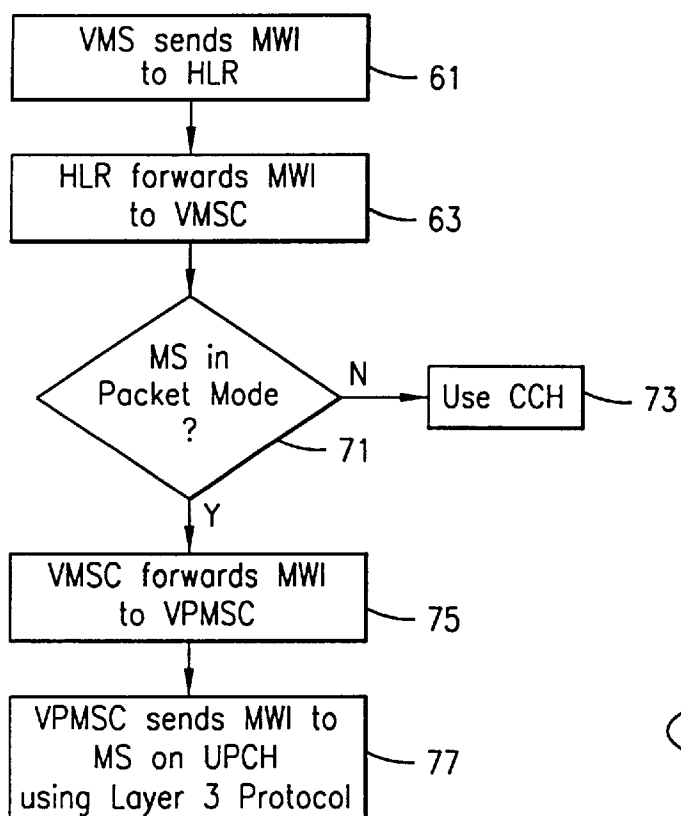 VMS sends MWI
to HLR
61
HLR forwards MWI
to VMSC
63
MS in
Packet Mode
?
71
N
Use CCH
73
Y
VMSC forwards MWI
to VPMSC
75
VPMSC sends MWI to
MS on UPCH
using Layer 3 Protocol
77